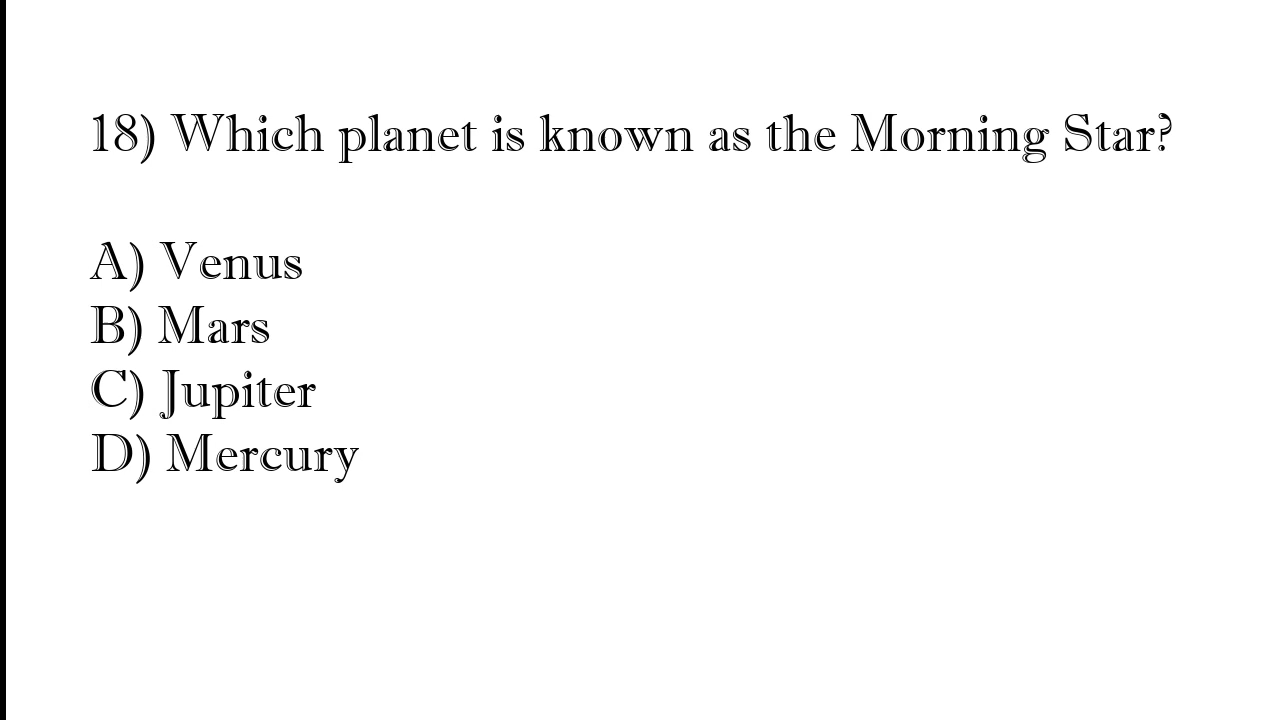 18) Which planet is known as the Morning Star?
A) Venus
B) Mars
C) Jupiter
D) Mercury